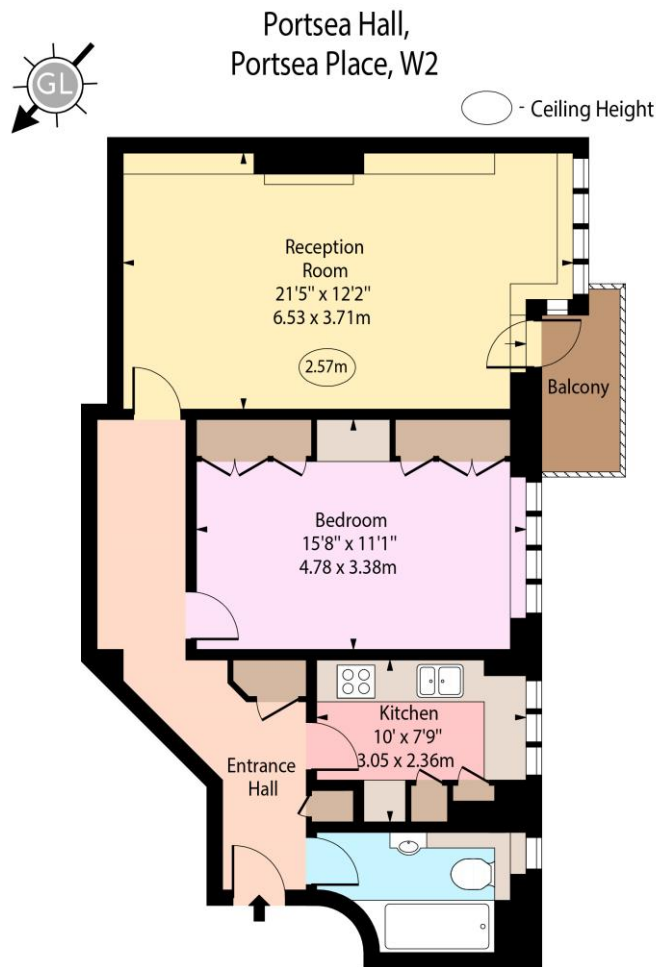 Portsea Hall,
Portsea Place, W2
GL
- Ceiling Height
Reception
Room
21'5" x 12'2"
6.53 x 3.71m
2.57m
Balcony
Bedroom
15'8" x 11'1"
4.78 x 3.38m
Kitchen
10' x 7'9"
3.05 x 2.36m
Entrance
Hall